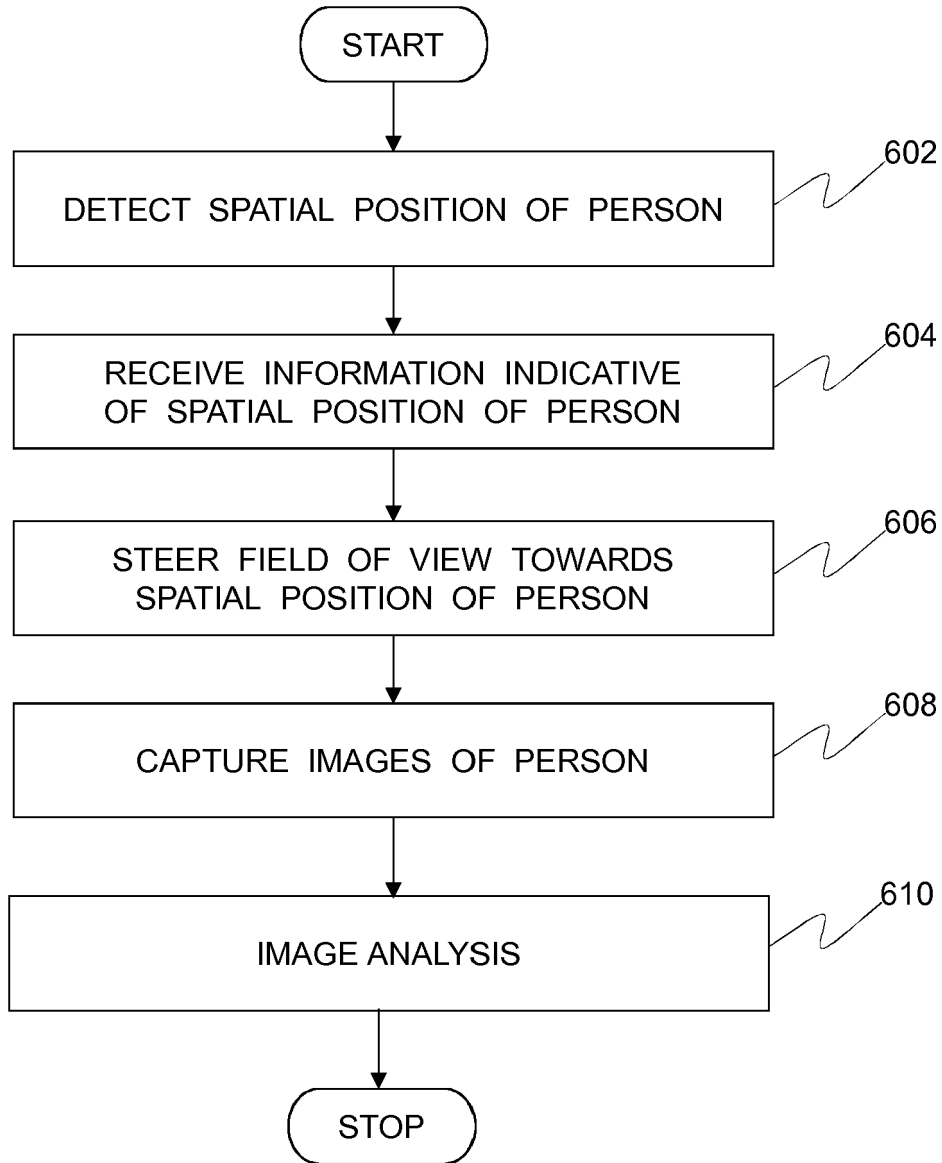 START
602
DETECT SPATIAL POSITION OF PERSON
604
RECEIVE INFORMATION INDICATIVE
OF SPATIAL POSITION OF PERSON
606
STEER FIELD OF VIEW TOWARDS
SPATIAL POSITION OF PERSON
608
CAPTURE IMAGES OF PERSON
610
IMAGE ANALYSIS
STOP